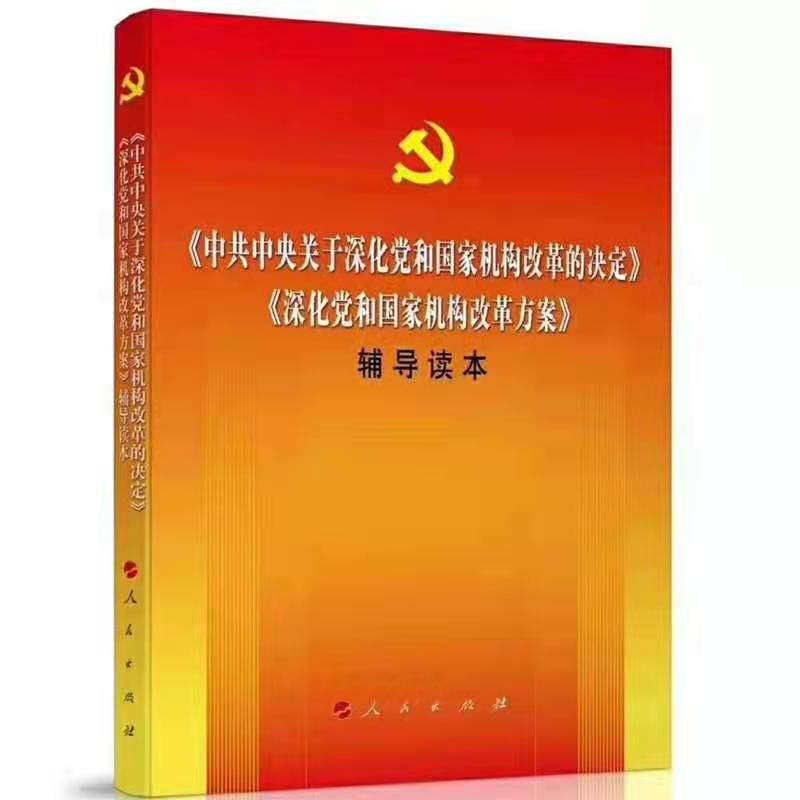 《中共中央关于深化党和国家机构改革的决定》
《深化党和国家机构改革方案》
辅导读本
人民出版社
《中共中央关于深化党和国家机构改革的决定》
《深化党和国家机构改革方案》辅导读本
人民出版社